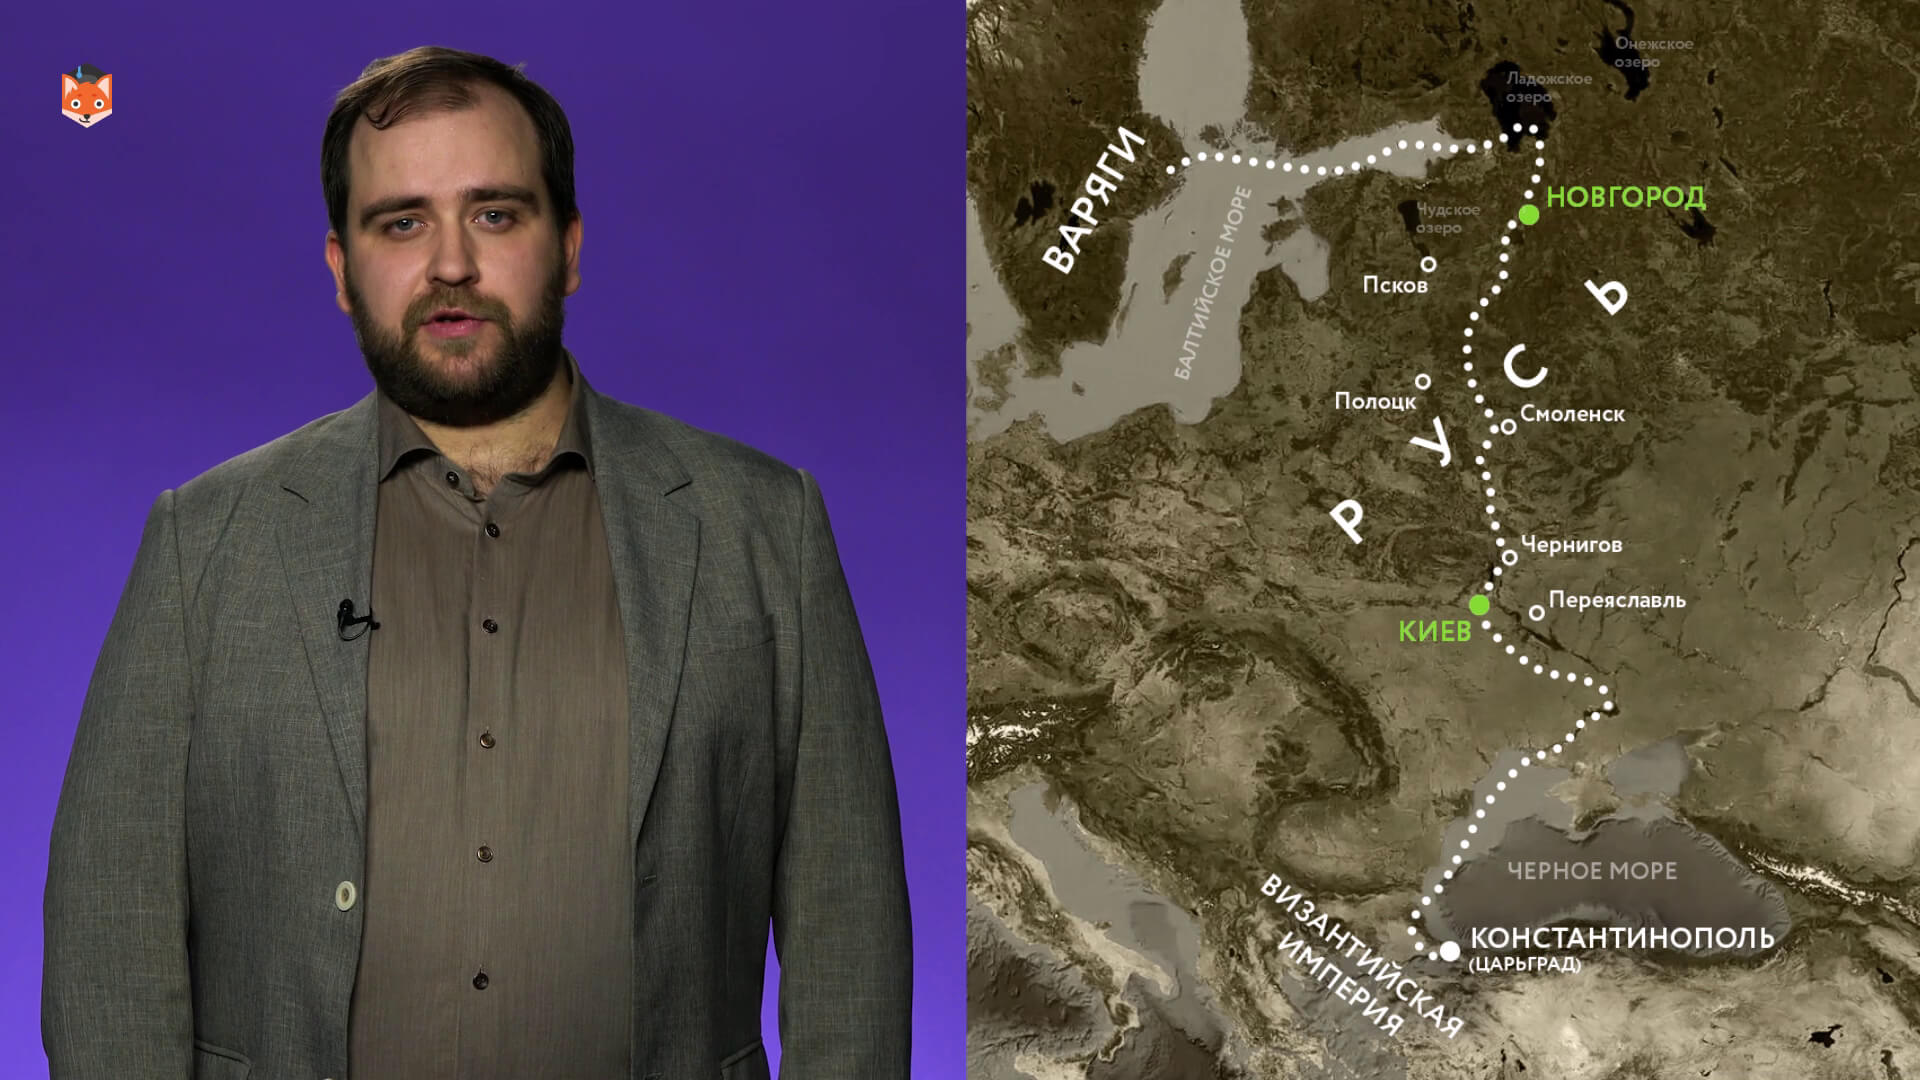 Онежское
озеро
Ладожское
озеро
ВАРЯГИ
НОВГОРОД
БАЛТИЙСКОЕ МОРЕ
Чудское
озеро
Псков
РУСЬ
Полоцк
Смоленск
Чернигов
Переяславль
КИЕВ
ЧЕРНОЕ МОРЕ
ВИЗАНТИЙСКАЯ
ИМПЕРИЯ
КОНСТАНТИНОПОЛЬ
(ЦАРЬГРАД)